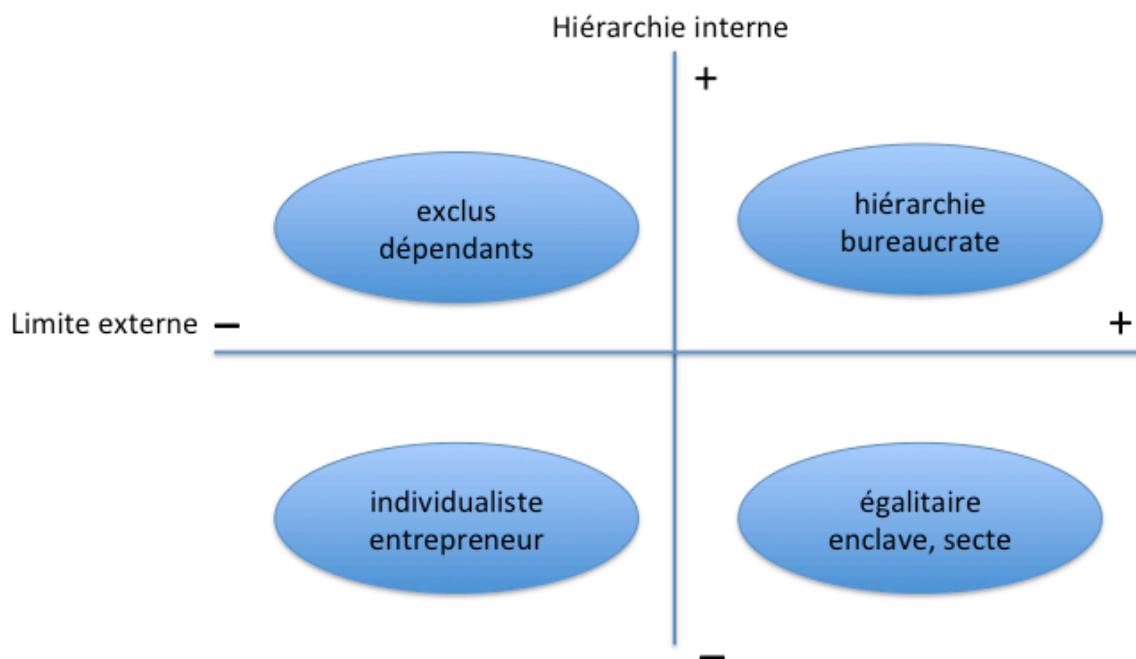 Hiérarchie interne
+
exclus
dépendants
hiérarchie
bureaucrate
Limite externe –
+
individualiste
entrepreneur
égalitaire
enclave, secte
–